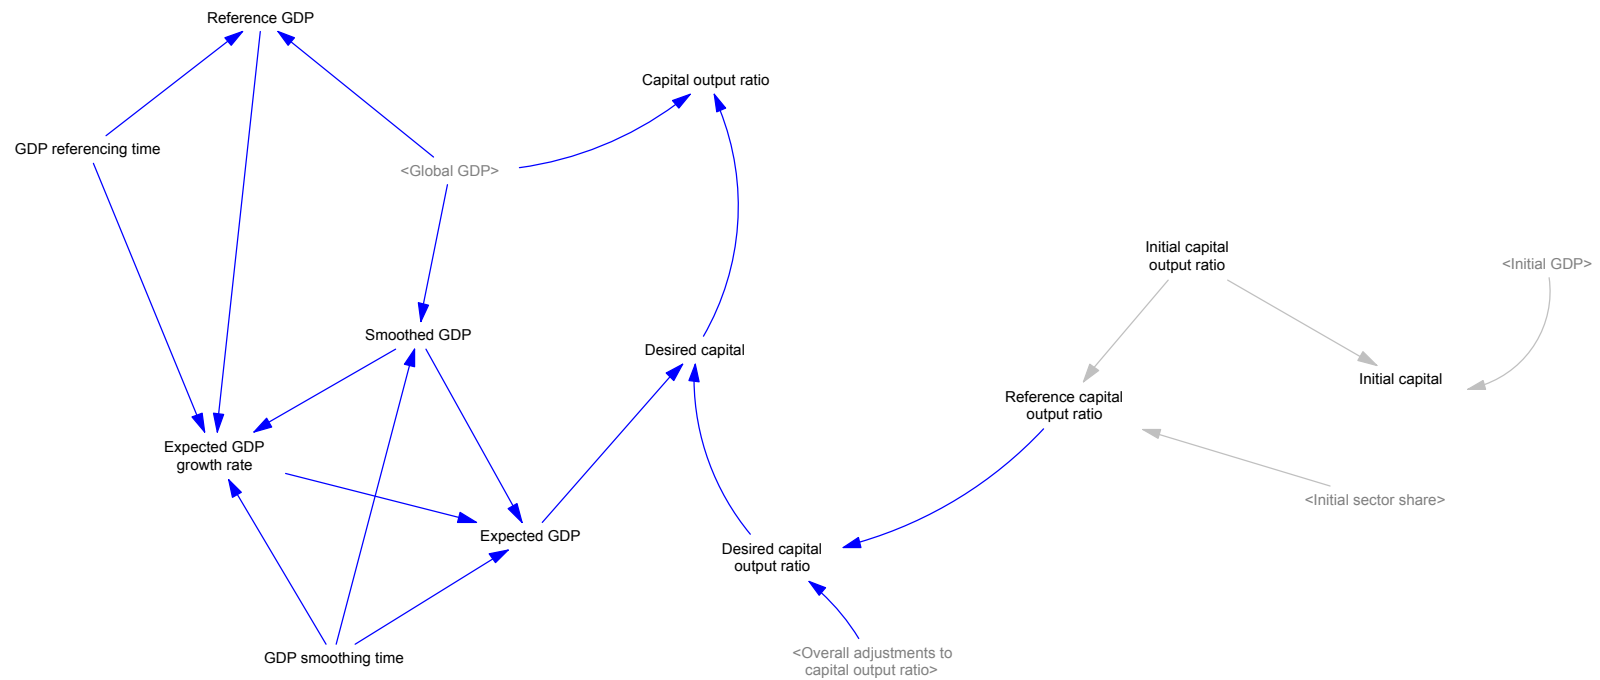 Reference GDP
Capital output ratio
GDP referencing time
<Global GDP>
Initial capital
output ratio
<Initial GDP>
Smoothed GDP
Desired capital
Initial capital
Reference capital
output ratio
Expected GDP
growth rate
<Initial sector share>
Expected GDP
Desired capital
output ratio
GDP smoothing time
<Overall adjustments to
capital output ratio>